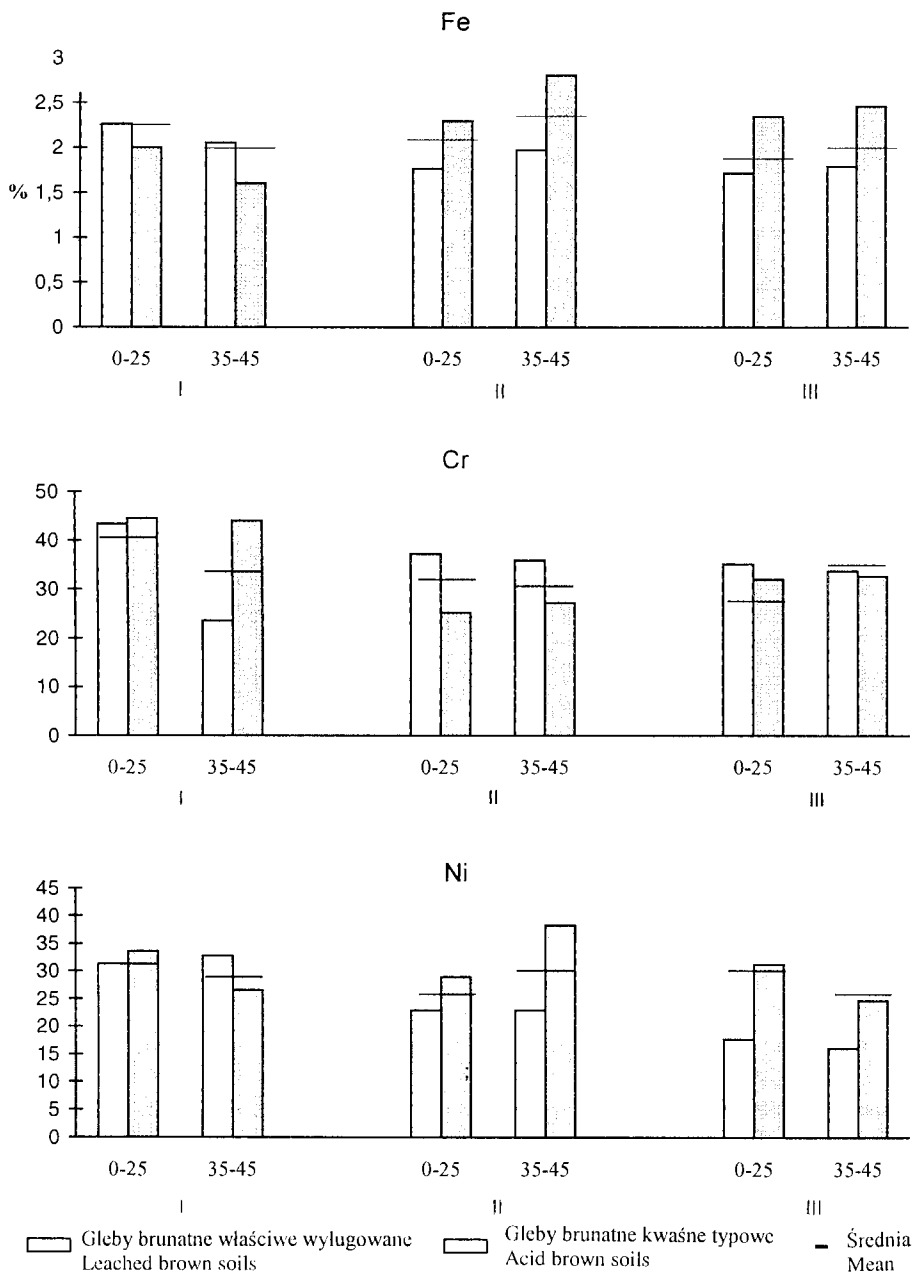 Fe
3
2,5
2
%
1,5
1
0,5
0
0-25 35-45 0-25 35-45 0-25 35-45
I II III
Cr
50
40
30
20
10
0
0-25 35-45 0-25 35-45 0-25 35-45
I II III
Ni
45
40
35
30
25
20
15
10
5
0
0-25 35-45 0-25 35-45 0-25 35-45
I II III
Gleby brunatne właściwe wyługowane Gleby brunatne kwaśne typowe Średnia
Leached brown soils Acid brown soils Mean